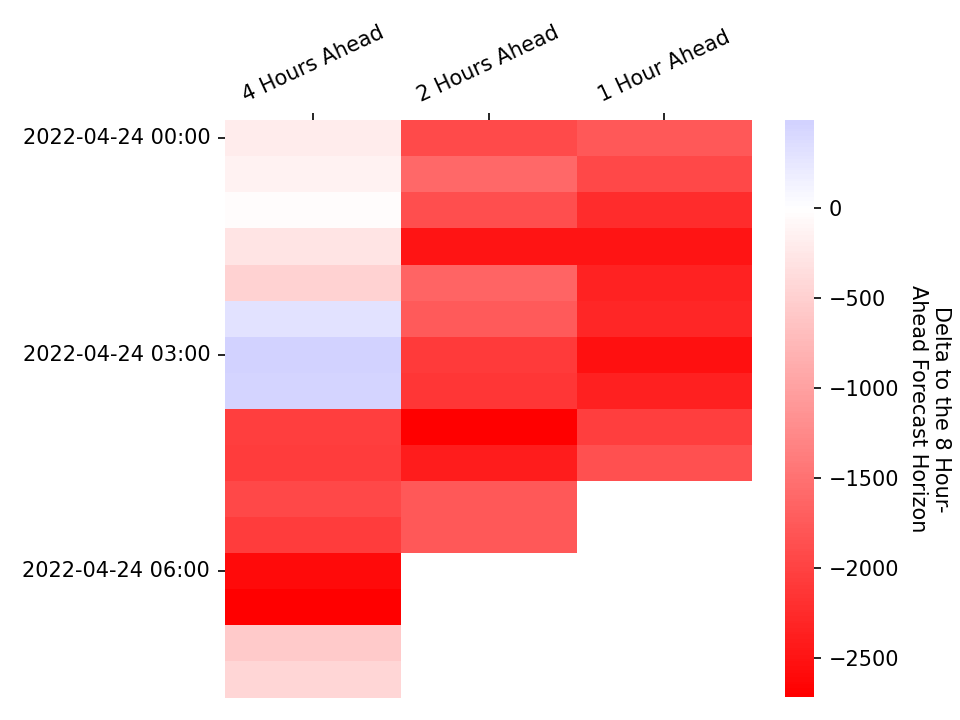 4 Hours Ahead
2 Hours Ahead
1 Hour Ahead
2022-04-24 00:00
2022-04-24 03:00
2022-04-24 06:00
0
−500
−1000
−1500
−2000
−2500
Delta to the 8 Hour-
Ahead Forecast Horizon